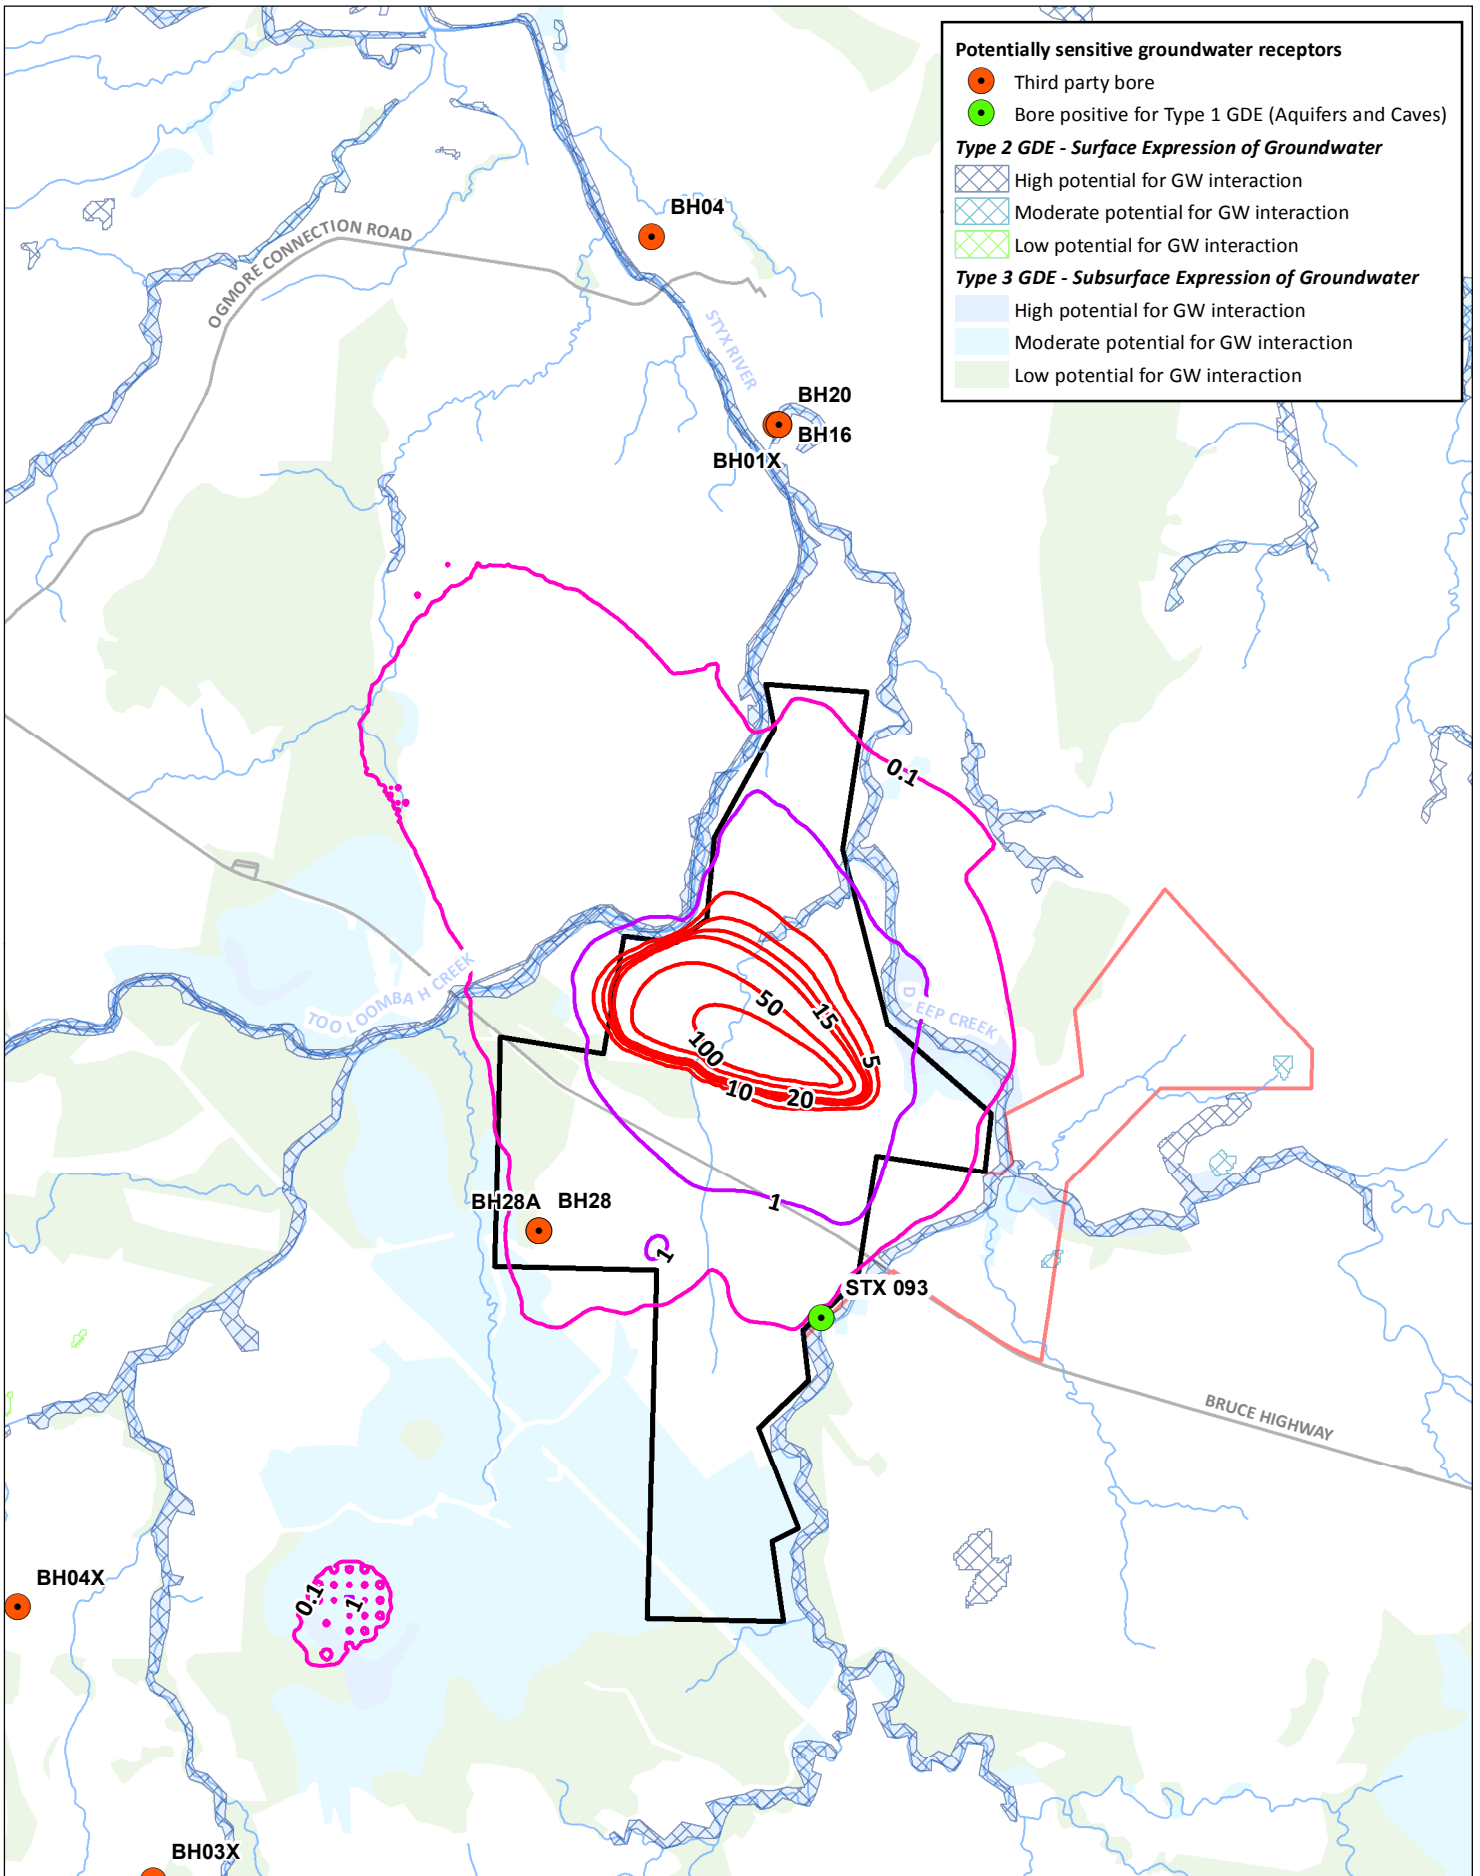 Potentially sensitive groundwater receptors
Third party bore
Bore positive for Type 1 GDE (Aquifers and Caves)
Type 2 GDE - Surface Expression of Groundwater
High potential for GW interaction
Moderate potential for GW interaction
Low potential for GW interaction
Type 3 GDE - Subsurface Expression of Groundwater
High potential for GW interaction
Moderate potential for GW interaction
Low potential for GW interaction
BH04
OGMORE CONNECTION ROAD
STYX RIVER
BH20
BH16
BH01X
0.1
TOOLOOMBAH CREEK
DEEP CREEK
50
15
100
5
10
20
1
BH28A
BH28
1
STX 093
BRUCE HIGHWAY
BH04X
0.1
1
BH03X